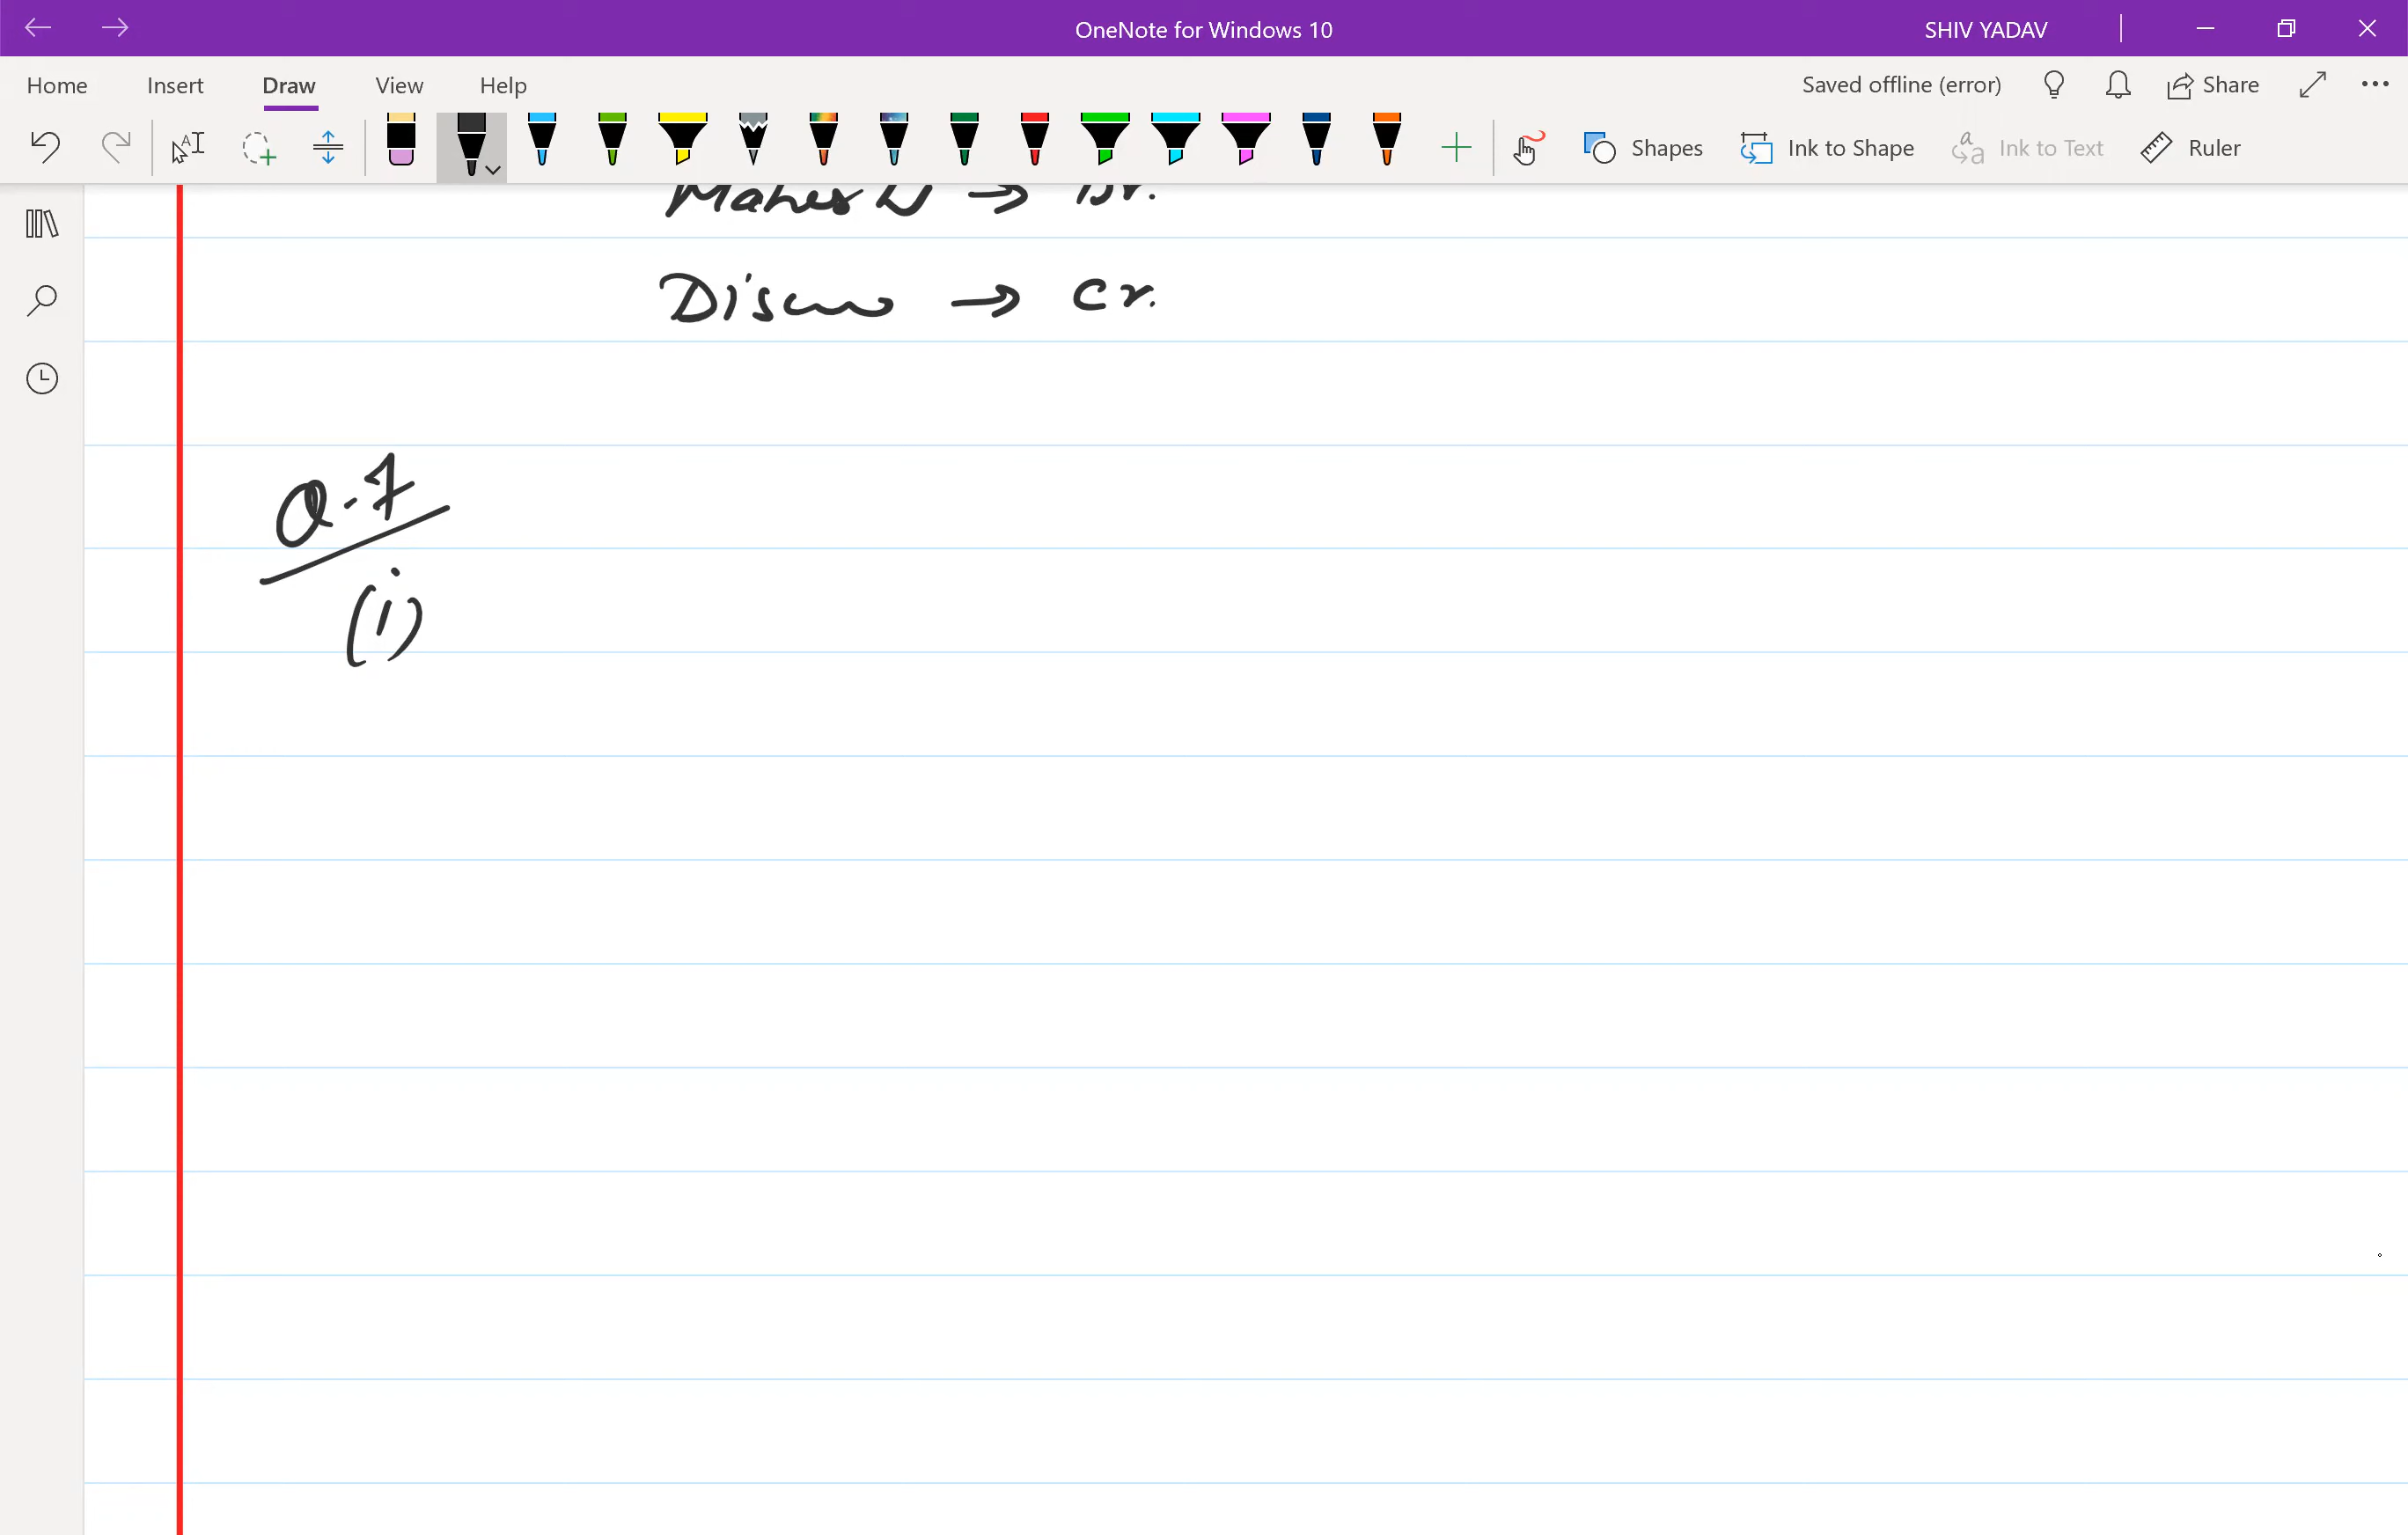 OneNote for Windows 10
SHIV YADAV
Home Insert Draw View Help
Saved offline (error) Share
Shapes Ink to Shape Ink to Text Ruler
→ Dr.
→ Cr.
Q.7
(i)